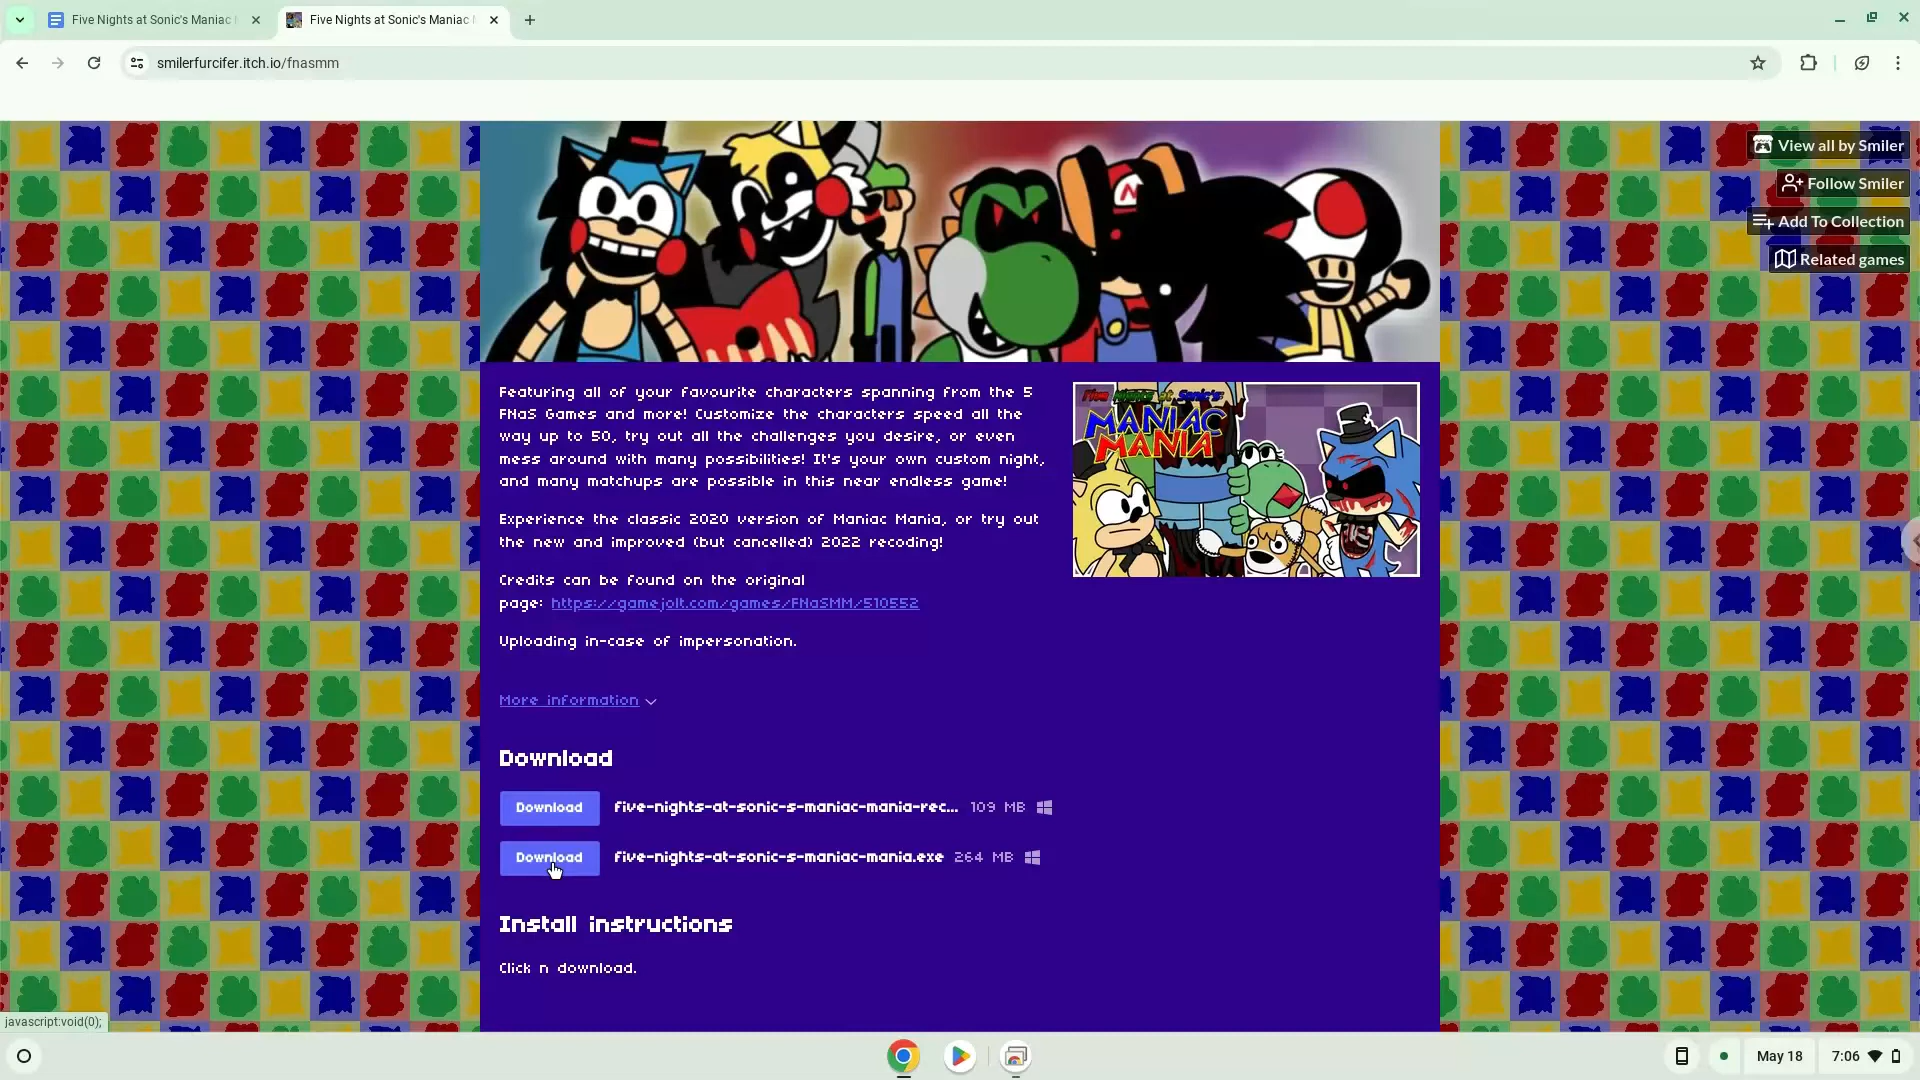 Five Nights at Sonic's Maniac
Five Nights at Sonic's Maniac
smilerfurcifer.itch.io/fnasmm
View all by Smiler
Follow Smiler
Add To Collection
Related games
Featuring all of your favourite characters spanning from the 5
FNaS Games and more! Customize the characters speed all the
way up to 50, try out all the challenges you desire, or even
mess around with many possibilities! It's your own custom night,
and many matchups are possible in this near endless game!
Five Nights at Sonic's
MANIAC
MANIA
Experience the classic 2020 version of Maniac Mania, or try out
the new and improved (but cancelled) 2022 recoding!
Credits can be found on the original
page: https://gamejolt.com/games/FNaSMM/510552
Uploading in-case of impersonation.
More information
Download
Download five-nights-at-sonic-s-maniac-mania-rec... 109 MB
Download five-nights-at-sonic-s-maniac-mania.exe 264 MB
Install instructions
Click n download.
javascript:void(0);
May 18 7:06